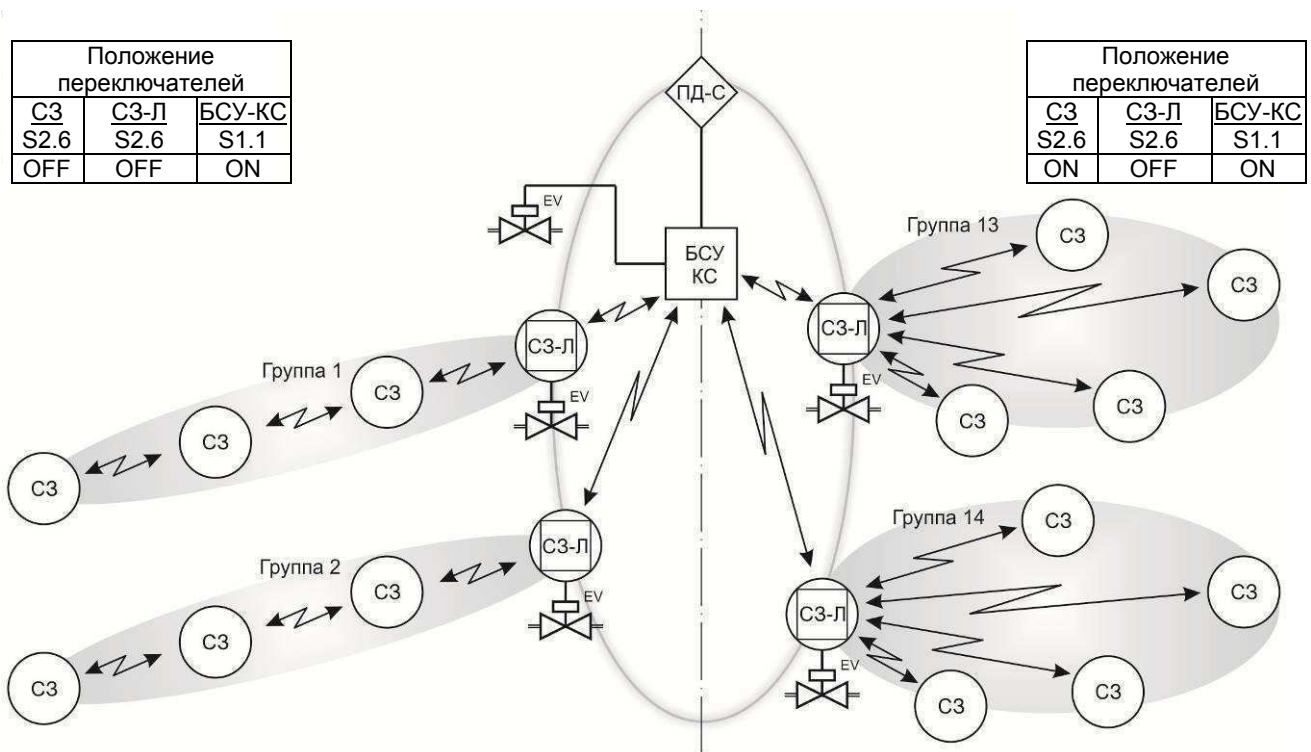 Положение
переключателей
СЗ СЗ-Л БСУ-КС
S2.6 S2.6 S1.1
OFF OFF ON
Положение
переключателей
СЗ СЗ-Л БСУ-КС
S2.6 S2.6 S1.1
ON OFF ON
ПД-С
EV
БСУ
КС
Группа 13
СЗ
СЗ
СЗ-Л
EV
СЗ
СЗ
СЗ-Л
EV
Группа 1
СЗ
СЗ
СЗ
СЗ-Л
EV
Группа 2
СЗ
СЗ
СЗ
Группа 14
СЗ
СЗ
СЗ-Л
EV
СЗ
СЗ